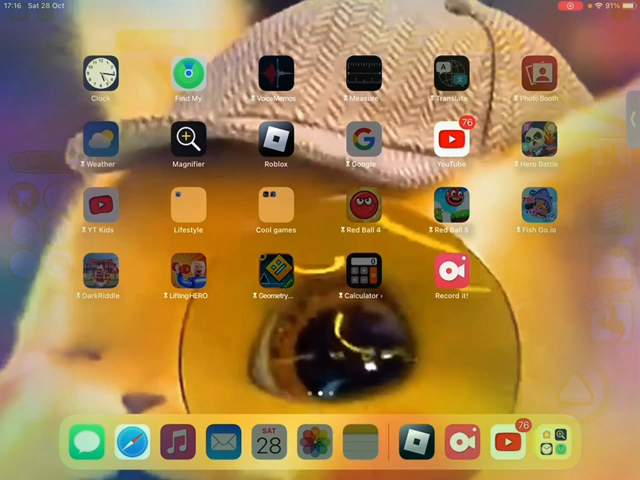 17:16 Sat 28 Oct 91%
Clock Find My VoiceMemos Measure Translate Photo Booth
76
Weather Magnifier Roblox Google YouTube Hero Battle
YT Kids Lifestyle Cool games Red Ball 4 Red Ball 5 Fish Go.io
0
DarkRiddle LiftingHERO Geometry... Calculator › Record it!
SAT
28
76